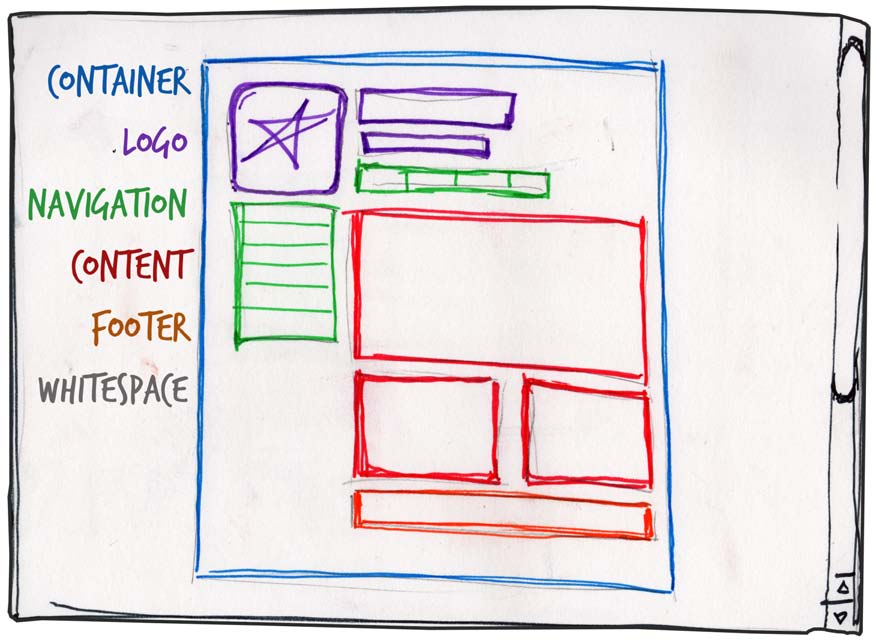 CONTAINER
LOGO
NAVIGATION
CONTENT
FOOTER
WHITESPACE